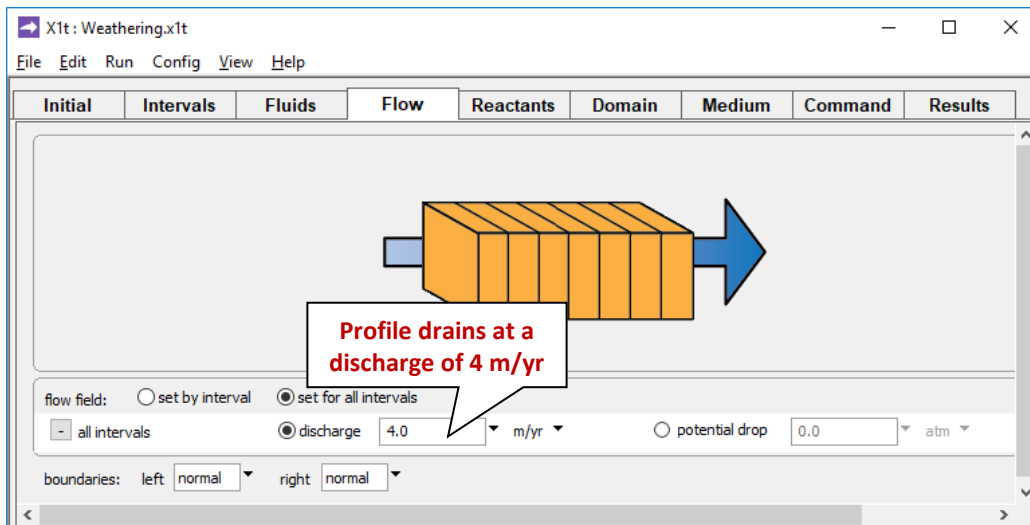 X1t : Weathering.x1t
File Edit Run Config View Help
Initial Intervals Fluids Flow Reactants Domain Medium Command Results
Profile drains at a
discharge of 4 m/yr
flow field: set by interval set for all intervals
- all intervals discharge 4.0 m/yr potential drop 0.0 atm
boundaries: left normal right normal